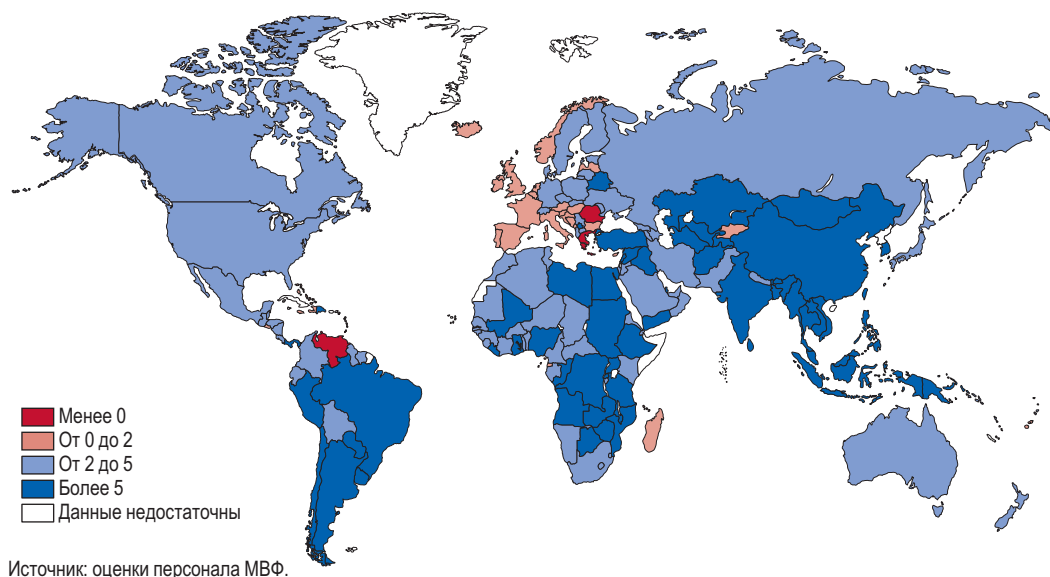 Менее 0
От 0 до 2
От 2 до 5
Более 5
Данные недостаточны
Источник: оценки персонала МВФ.